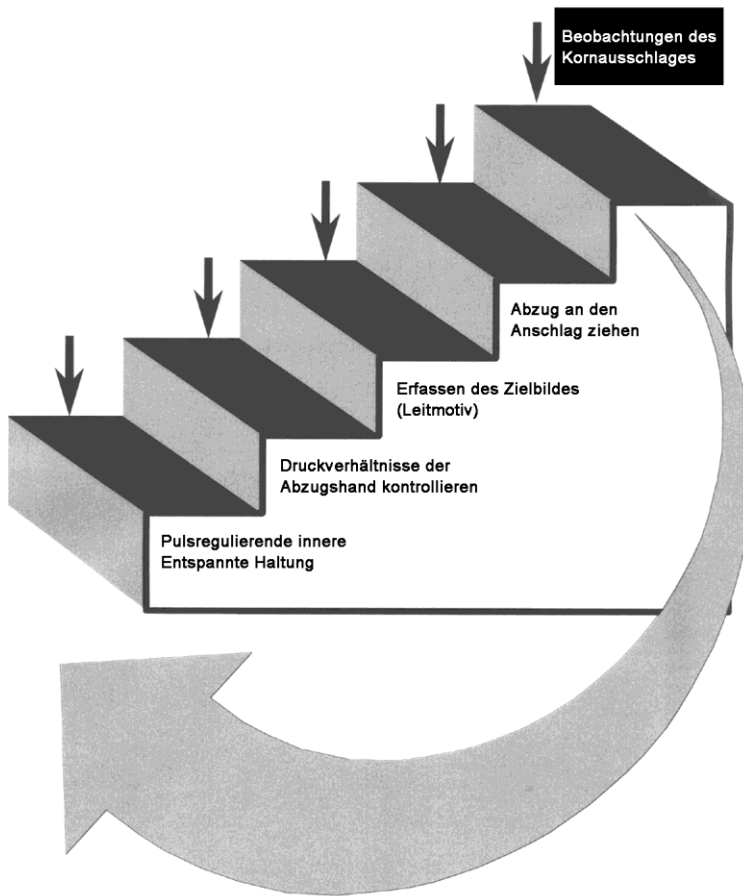 Beobachtungen des
Kornausschlages
Abzug an den
Anschlag ziehen
Erfassen des Zielbildes
(Leitmotiv)
Druckverhältnisse der
Abzugshand kontrollieren
Pulsregulierende innere
Entspannte Haltung